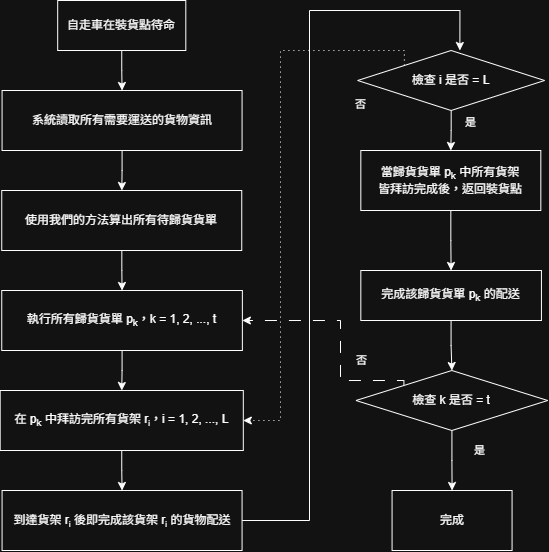 自走車在裝貨點待命
系統讀取所有需要運送的貨物資訊
使用我們的方法算出所有待歸貨貨單
執行所有歸貨貨單 pk，k = 1, 2, ..., t
在 pk 中拜訪完所有貨架 ri，i = 1, 2, ..., L
到達貨架 ri 後即完成該貨架 ri 的貨物配送
檢查 i 是否 = L
否
是
當歸貨貨單 pk 中所有貨架
皆拜訪完成後，返回裝貨點
完成該歸貨貨單 pk 的配送
否
檢查 k 是否 = t
是
完成